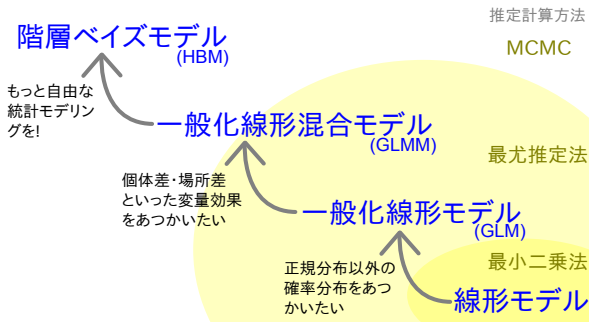 推定計算方法
階層ベイズモデル
(HBM)
MCMC
もっと自由な
統計モデリン
グを!
一般化線形混合モデル
(GLMM)
最尤推定法
個体差・場所差
といった変量効果
をあつかいたい
一般化線形モデル
(GLM)
正規分布以外の
確率分布をあつ
かいたい
最小二乗法
線形モデル